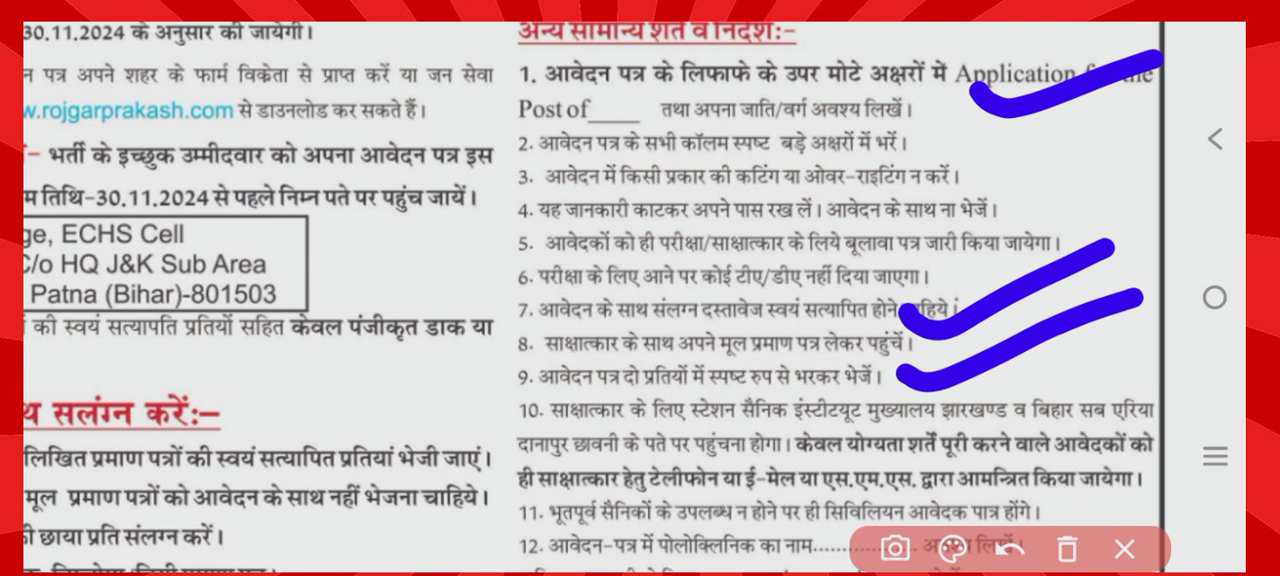 30.11.2024 के अनुसार की जायेगी।
न पत्र अपने शहर के फार्म विक्रेता से प्राप्त करें या जन सेवा
w.rojgarprakash.com से डाउनलोड कर सकते हैं।
भर्ती के इच्छुक उम्मीदवार को अपना आवेदन पत्र इस
म तिथि-30.11.2024 से पहले निम्न पते पर पहुंच जायें।
ge, ECHS Cell
C/o HQ J&K Sub Area
Patna (Bihar)-801503
की स्वयं सत्यापति प्रतियों सहित केवल पंजीकृत डाक या
थ सलंग्न करें:-
लिखित प्रमाण पत्रों की स्वयं सत्यापित प्रतियां भेजी जाएं।
मूल प्रमाण पत्रों को आवेदन के साथ नहीं भेजना चाहिये।
ी छाया प्रति संलग्न करें।
अन्य सामान्य शर्ते व निर्देश:-
1. आवेदन पत्र के लिफाफे के उपर मोटे अक्षरों में Application for the
Post of____ तथा अपना जाति/वर्ग अवश्य लिखें।
2. आवेदन पत्र के सभी कॉलम स्पष्ट बड़े अक्षरों में भरें।
3. आवेदन में किसी प्रकार की कटिंग या ओवर-राइटिंग न करें।
4. यह जानकारी काटकर अपने पास रख लें। आवेदन के साथ ना भेजें।
5. आवेदकों को ही परीक्षा/साक्षात्कार के लिये बूलावा पत्र जारी किया जायेगा।
6. परीक्षा के लिए आने पर कोई टीए/डीए नहीं दिया जाएगा।
7. आवेदन के साथ संलग्न दस्तावेज स्वयं सत्यापित होने चाहिये।
8. साक्षात्कार के साथ अपने मूल प्रमाण पत्र लेकर पहुंचें।
9. आवेदन पत्र दो प्रतियों में स्पष्ट रुप से भरकर भेजें।
10. साक्षात्कार के लिए स्टेशन सैनिक इंस्टीटयूट मुख्यालय झारखण्ड व बिहार सब एरिया
दानापुर छावनी के पते पर पहुंचना होगा। केवल योग्यता शर्ते पूरी करने वाले आवेदकों को
ही साक्षात्कार हेतु टेलीफोन या ई-मेल या एस.एम.एस. द्वारा आमन्त्रित किया जायेगा।
11. भूतपूर्व सैनिकों के उपलब्ध न होने पर ही सिविलियन आवेदक पात्र होंगे।
12. आवेदन-पत्र में पोलोक्लिनिक का नाम..................